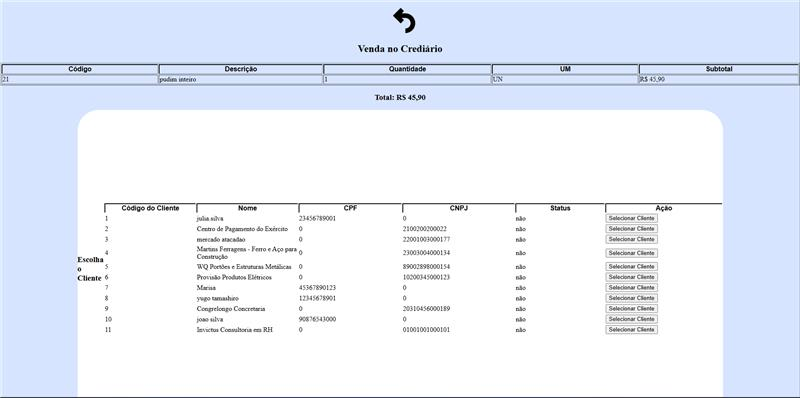 Venda no Crediário
Código Descrição Quantidade UM Subtotal
21 pudim inteiro 1 UN R$ 45,90
Total: R$ 45,90
Escolha
o
Cliente
Código do Cliente Nome CPF CNPJ Status Ação
1 julia silva 23456789001 0 não Selecionar Cliente
2 Centro de Pagamento do Exército 0 2100200200022 não Selecionar Cliente
3 mercado atacadao 0 22001003000177 não Selecionar Cliente
4 Martins Ferragens - Ferro e Aço para
Construção 0 23003004000134 não Selecionar Cliente
5 WQ Portões e Estruturas Metálicas 0 89002898000154 não Selecionar Cliente
6 Provisão Produtos Elétricos 0 10200345000123 não Selecionar Cliente
7 Marisa 45367890123 0 não Selecionar Cliente
8 yugo tamashiro 12345678901 0 não Selecionar Cliente
9 Congrelongo Concretaria 0 20310456000189 não Selecionar Cliente
10 joao silva 90876543000 0 não Selecionar Cliente
11 Invictus Consultoria em RH 0 01001001000101 não Selecionar Cliente